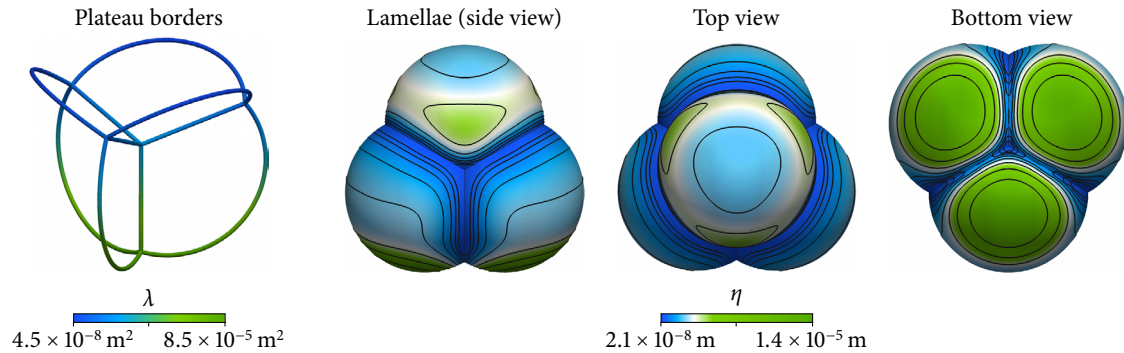 Plateau borders
Lamellae (side view)
Top view
Bottom view
λ
4.5 × 10⁻⁸ m²
8.5 × 10⁻⁵ m²
η
2.1 × 10⁻⁸ m
1.4 × 10⁻⁵ m